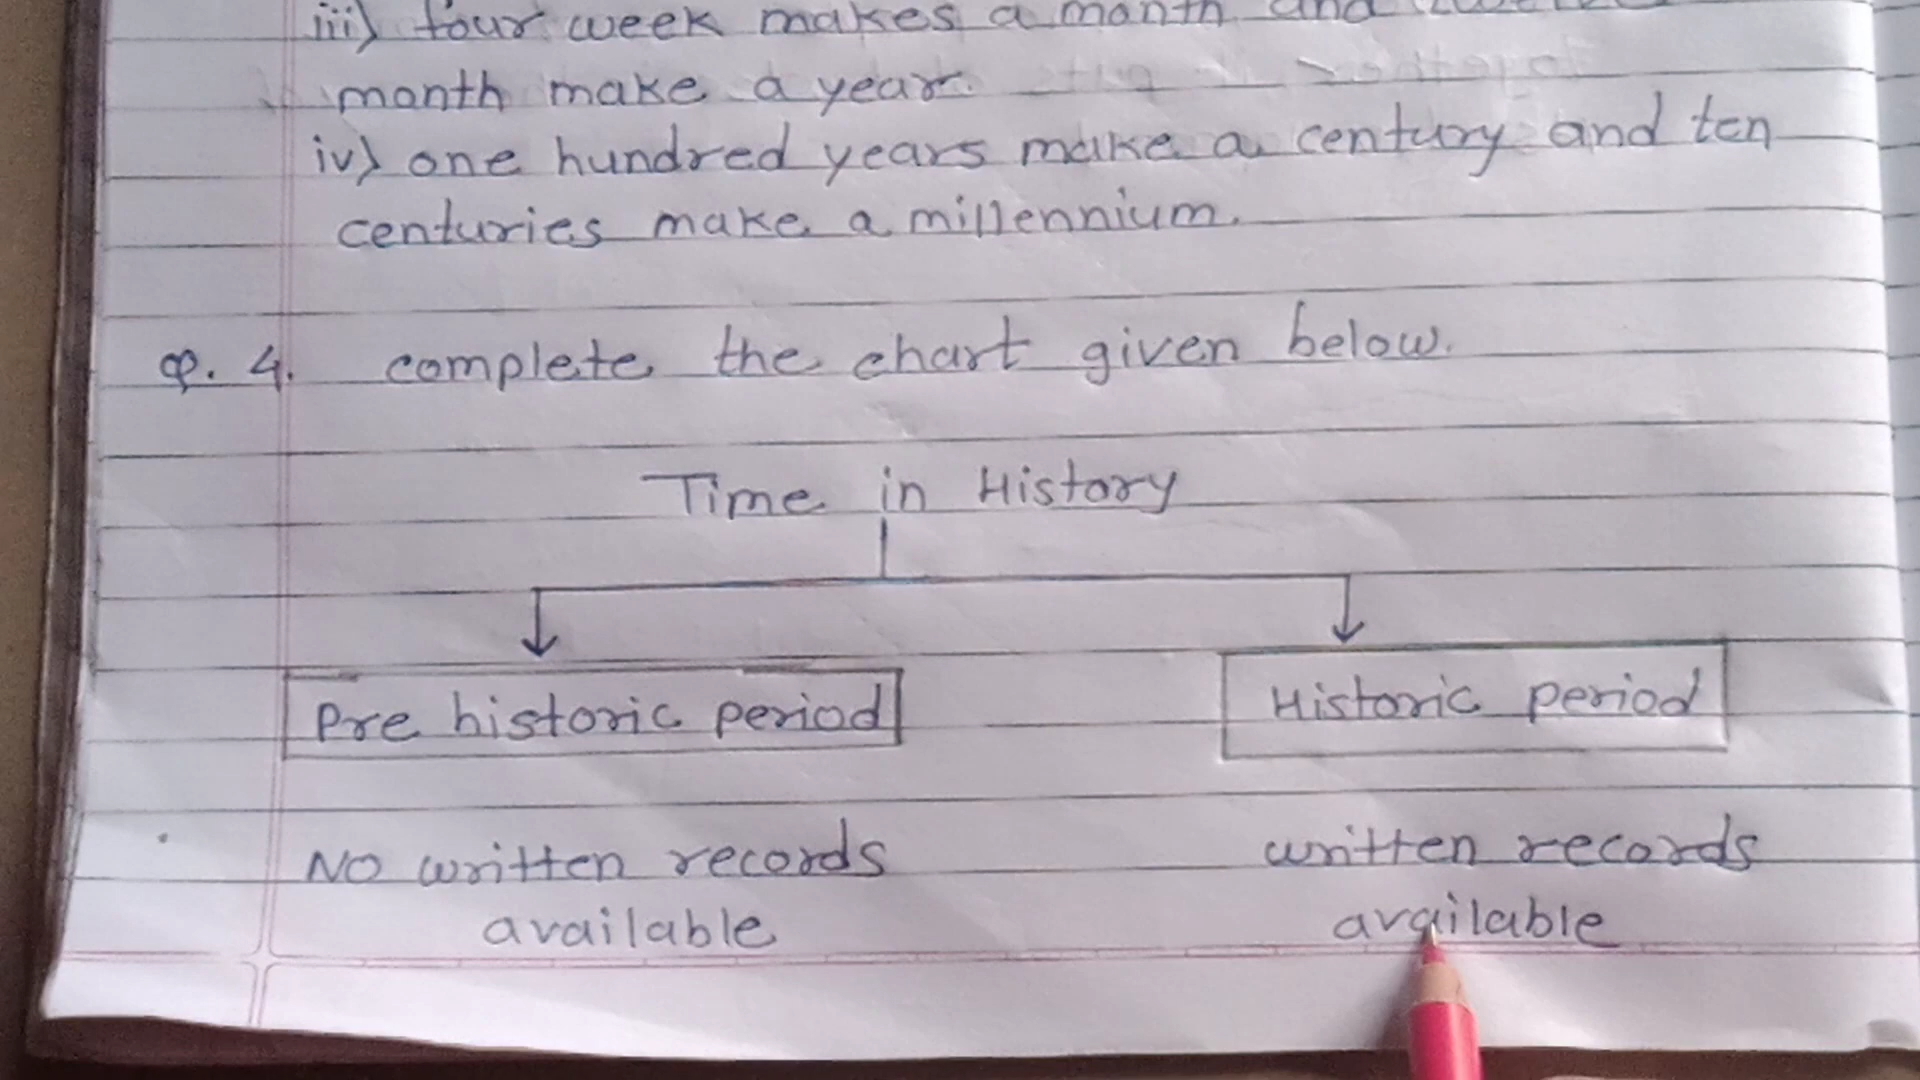 iii) four week makes a month and
month make a year.
iv) one hundred years make a century and ten
centuries make a millennium.
Q. 4. complete the chart given below.
Time in History
Pre historic period
Historic period
No written records
available
written records
available